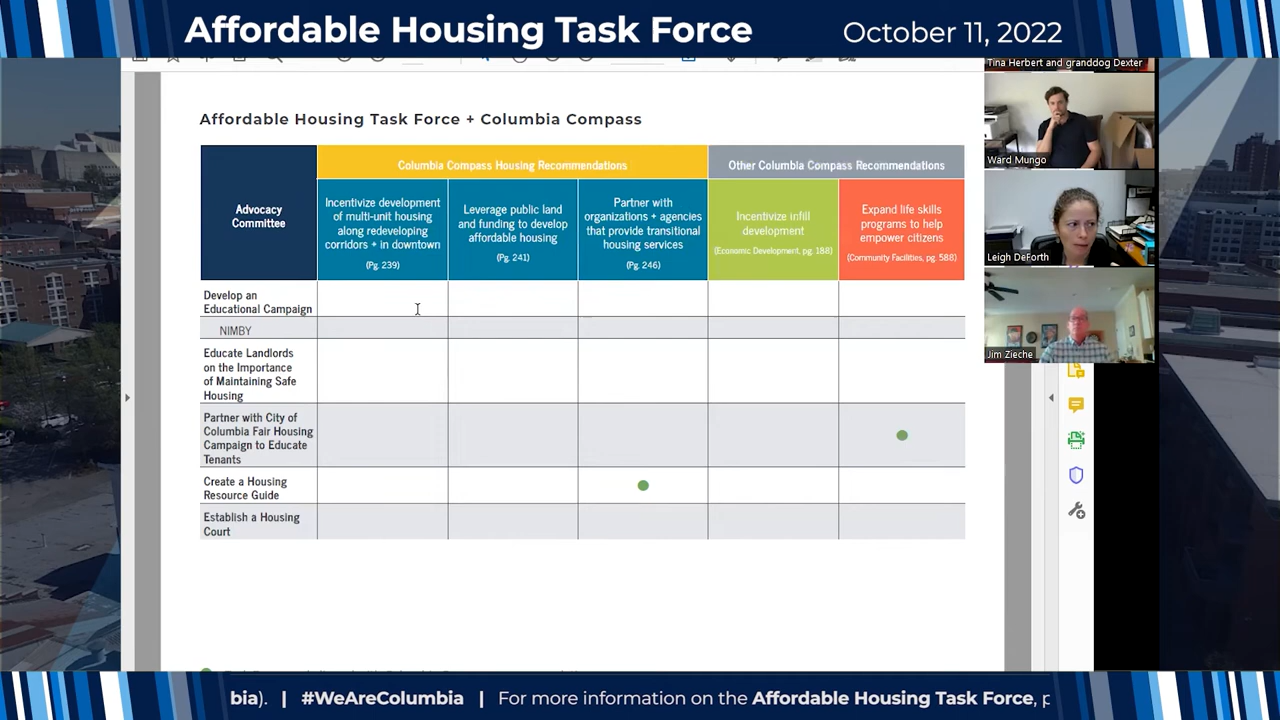 Affordable Housing Task Force
October 11, 2022
Tina Herbert and granddog Dexter
Ward Mungo
Leigh DeForth
Jim Zieche
Affordable Housing Task Force + Columbia Compass
Advocacy
Committee
Columbia Compass Housing Recommendations
Other Columbia Compass Recommendations
Incentivize development
of multi-unit housing
along redeveloping
corridors + in downtown
(Pg. 239)
Leverage public land
and funding to develop
affordable housing
(Pg. 241)
Partner with
organizations + agencies
that provide transitional
housing services
(Pg. 246)
Incentivize infill
development
(Economic Development, pg. 188)
Expand life skills
programs to help
empower citizens
(Community Facilities, pg. 588)
Develop an
Educational Campaign
NIMBY
Educate Landlords
on the Importance
of Maintaining Safe
Housing
Partner with City of
Columbia Fair Housing
Campaign to Educate
Tenants
Create a Housing
Resource Guide
Establish a Housing
Court
bia). | #WeAreColumbia | For more information on the Affordable Housing Task Force, p